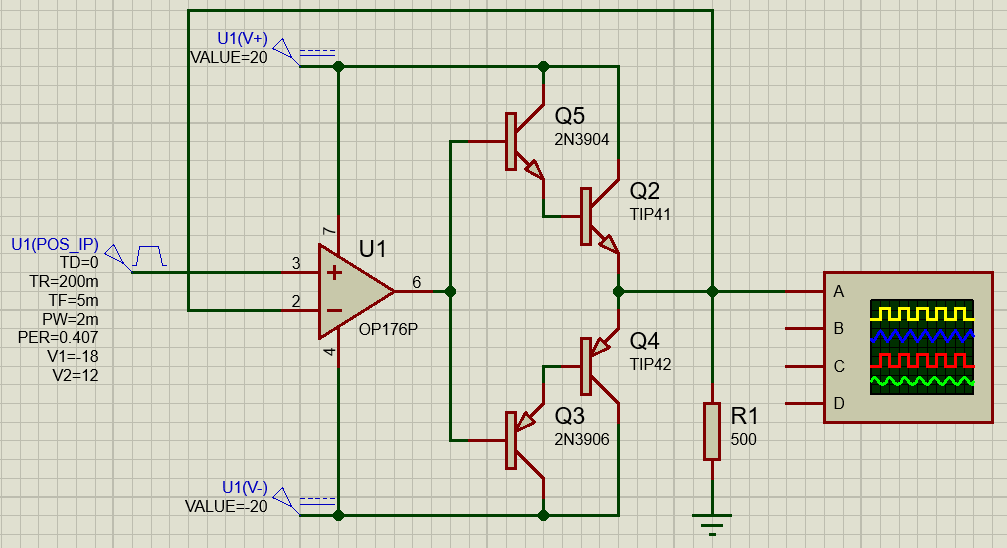 U1(V+)
VALUE=20
Q5
2N3904
Q2
TIP41
U1(POS_IP)
TD=0
TR=200m
TF=5m
PW=2m
PER=0.407
V1=-18
V2=12
7
3
2
6
4
U1
OP176P
A
B
C
D
Q4
TIP42
Q3
2N3906
R1
500
U1(V-)
VALUE=-20